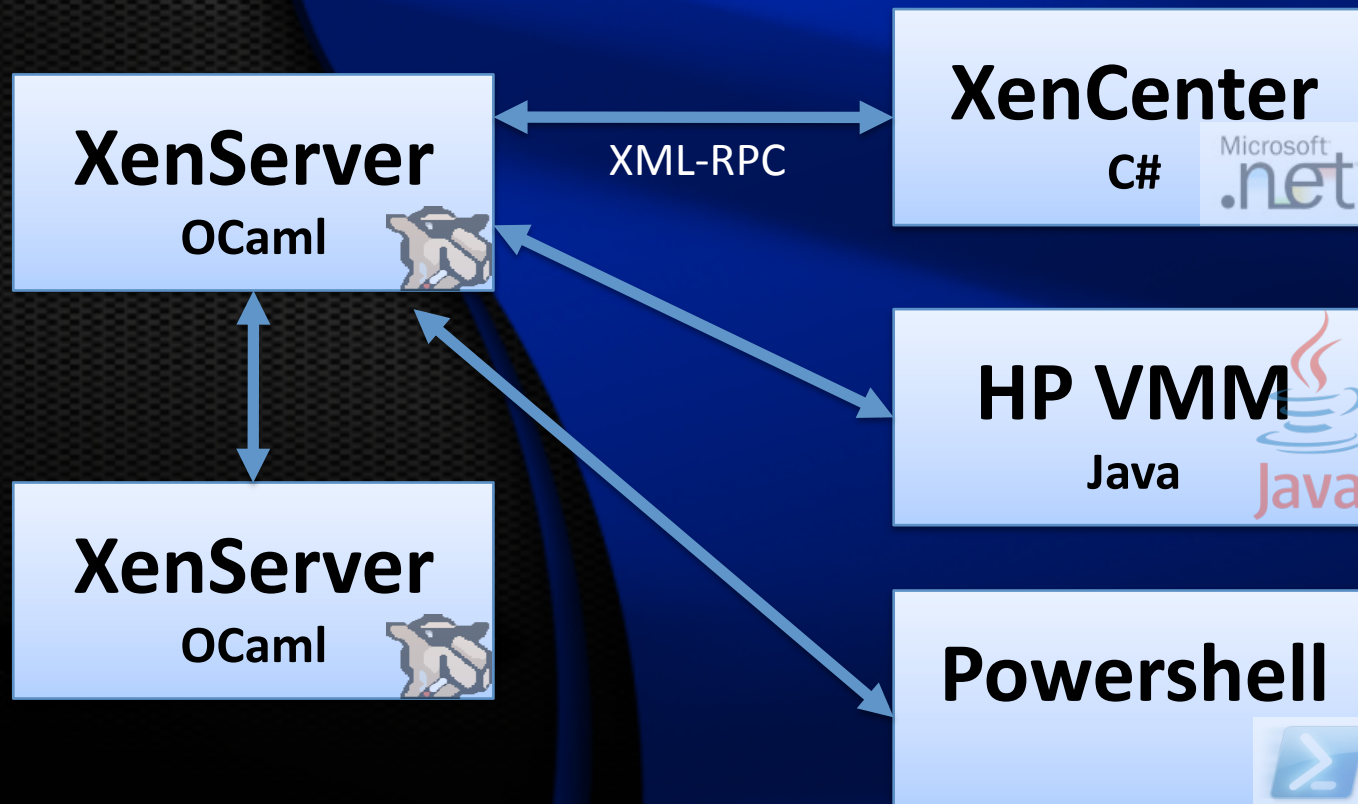 XenServer
OCaml
XML-RPC
XenCenter
C#
Microsoft
.net
HP VMM
Java
Java
XenServer
OCaml
Powershell